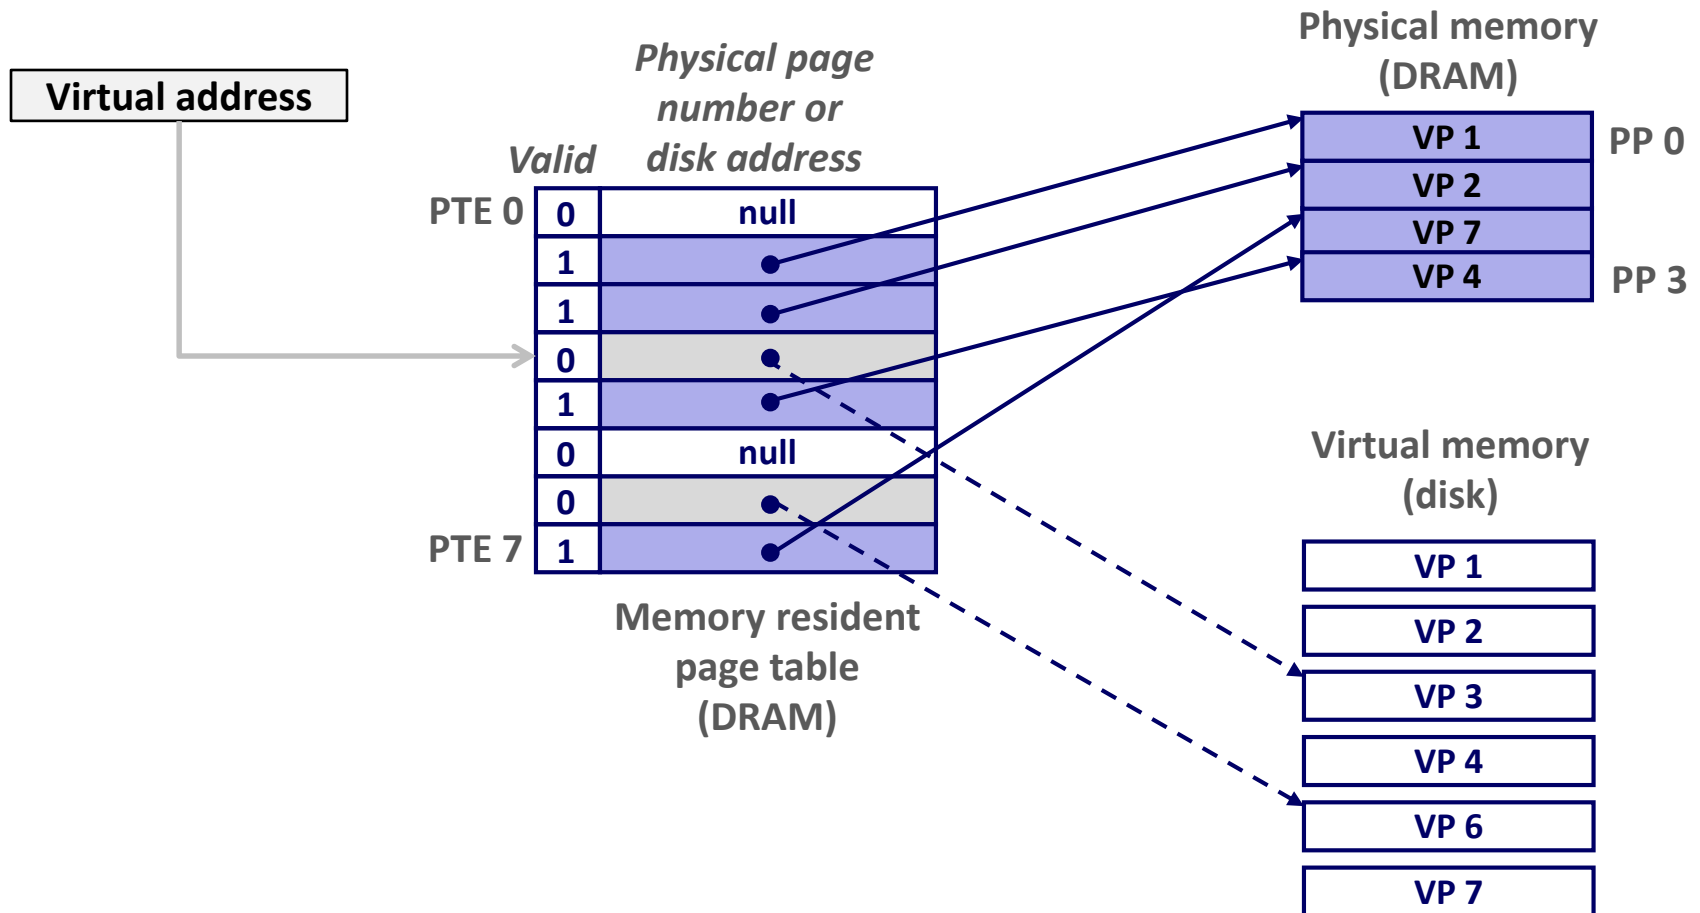 Virtual address
Physical page
number or
disk address
Valid
PTE 0
0
null
1
1
0
1
0
null
0
PTE 7
1
Memory resident
page table
(DRAM)
Physical memory
(DRAM)
VP 1
PP 0
VP 2
VP 7
VP 4
PP 3
Virtual memory
(disk)
VP 1
VP 2
VP 3
VP 4
VP 6
VP 7